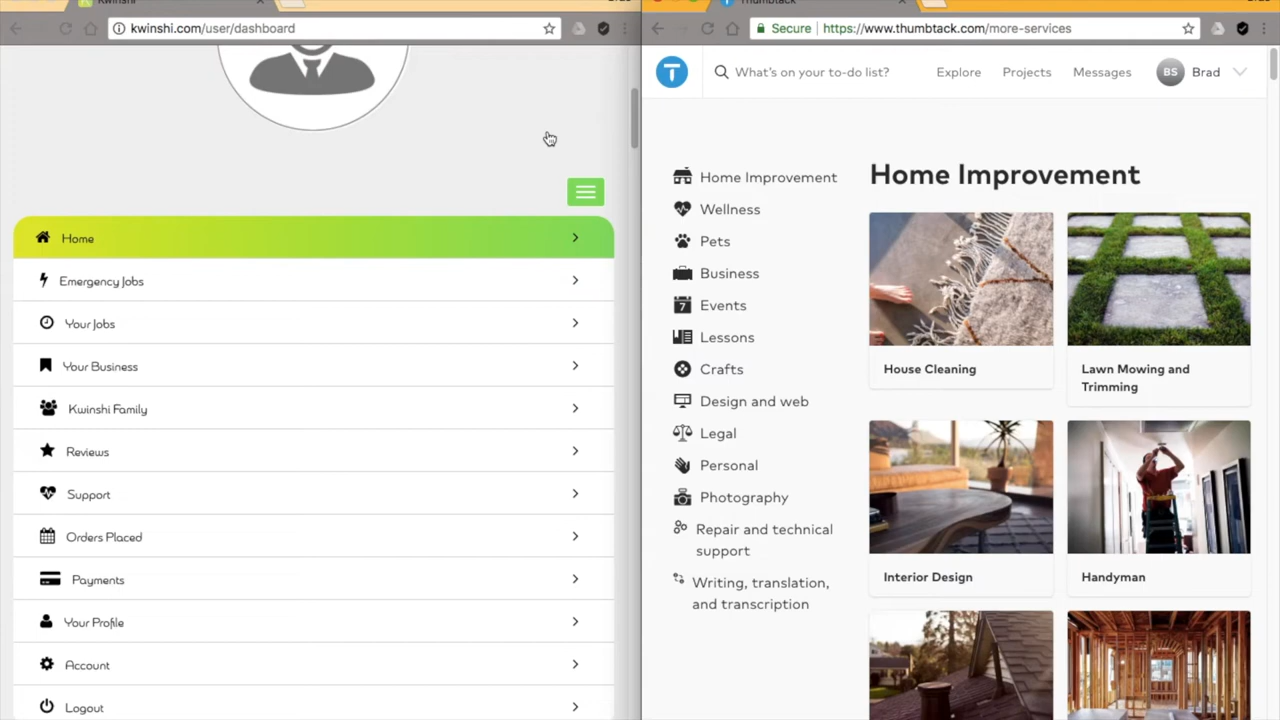 Kwinshi
kwinshi.com/user/dashboard
Home
Emergency Jobs
Your Jobs
Your Business
Kwinshi Family
Reviews
Support
Orders Placed
Payments
Your Profile
Account
Logout
Thumbtack
Secure https://www.thumbtack.com/more-services
What's on your to-do list?
Explore
Projects
Messages
BS
Brad
Home Improvement
Wellness
Pets
Business
7
Events
Lessons
Crafts
Design and web
Legal
Personal
Photography
Repair and technical
support
Writing, translation,
and transcription
Home Improvement
House Cleaning
Lawn Mowing and
Trimming
Interior Design
Handyman